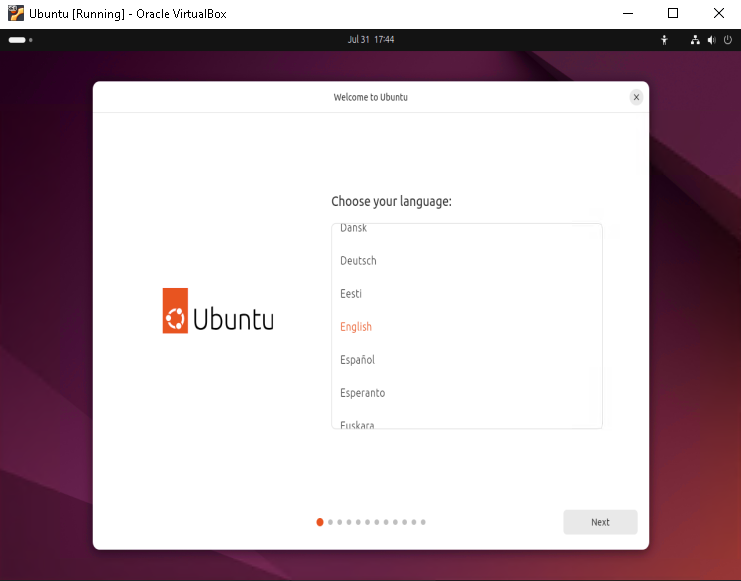 Ubuntu [Running] - Oracle VirtualBox
Jul 31 17:44
Welcome to Ubuntu
Choose your language:
Dansk
Deutsch
Eesti
English
Español
Esperanto
Euskara
Ubuntu
Next